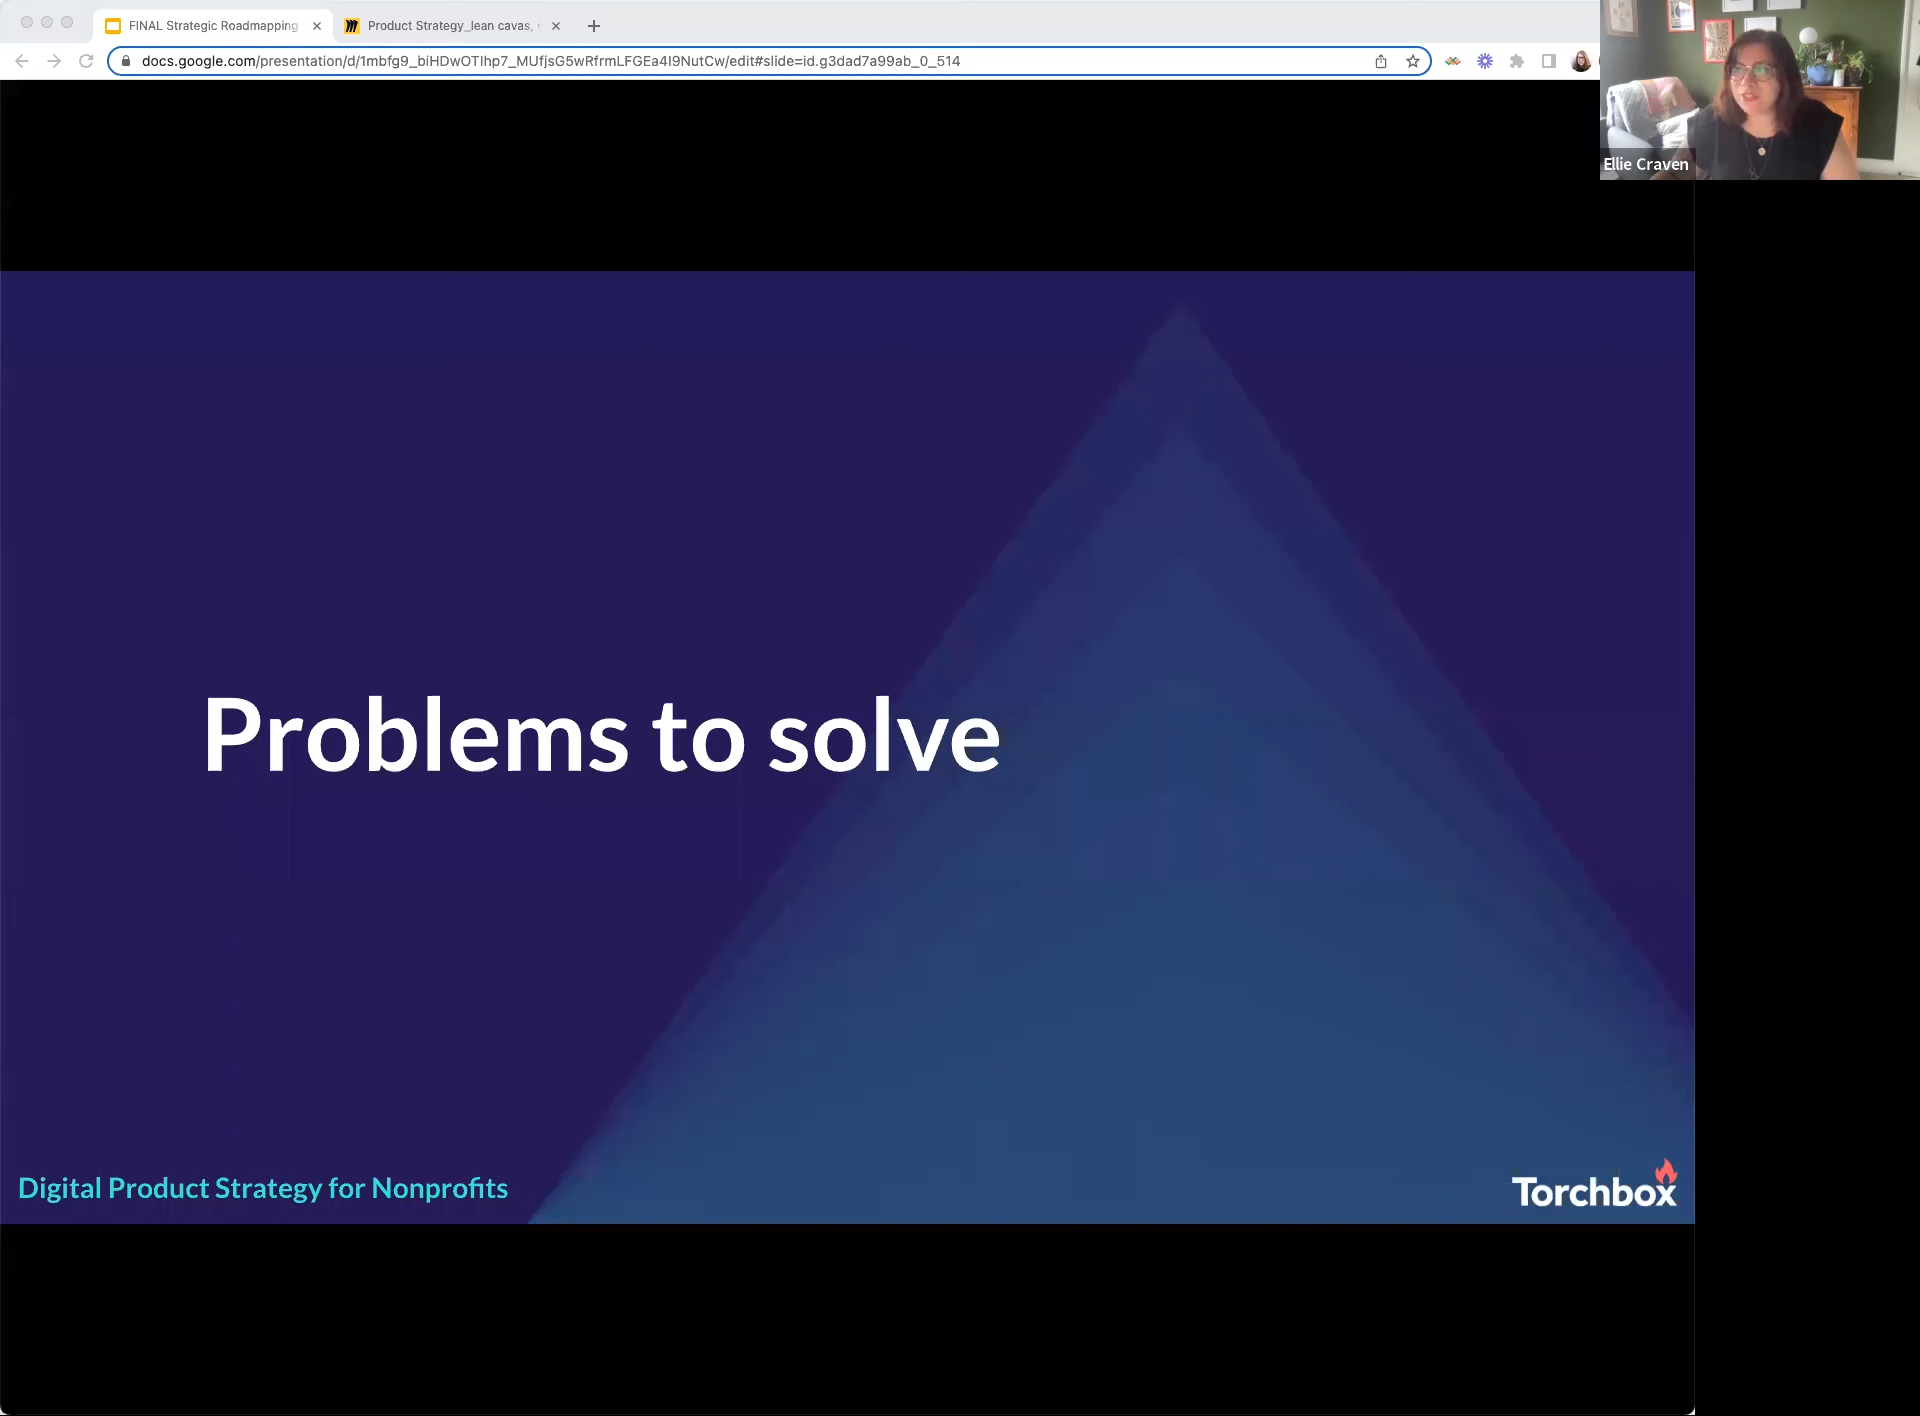 FINAL Strategic Roadmapping
Product Strategy_lean cavas,
docs.google.com/presentation/d/1mbfg9_biHDwOTIhp7_MUfjsG5wRfrmLFGEa4I9NutCw/edit#slide=id.g3dad7a99ab_0_514
Ellie Craven
Problems to solve
Digital Product Strategy for Nonprofits
Torchbox